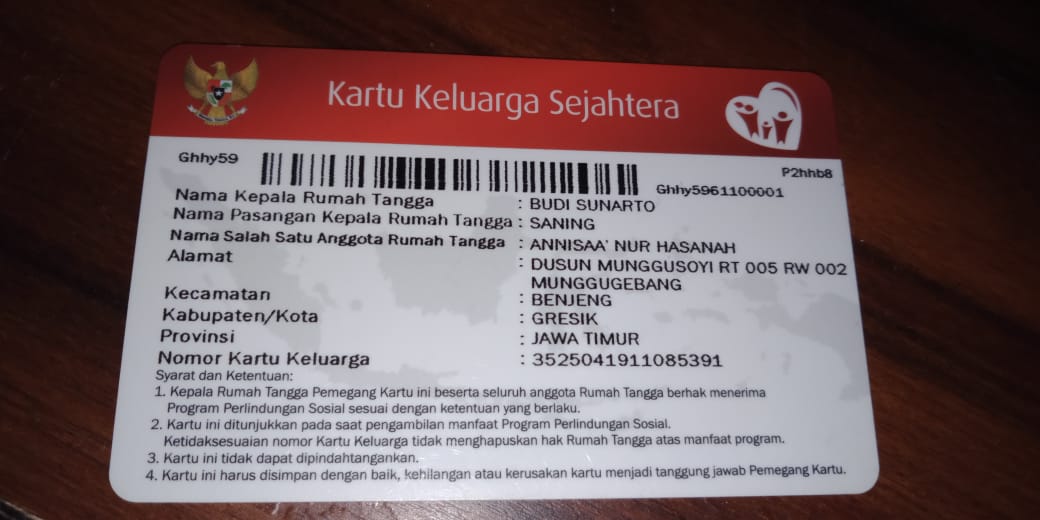 Kartu Keluarga Sejahtera
Ghhy59
P2hhb8
Ghhy5961100001
Nama Kepala Rumah Tangga : BUDI SUNARTO
Nama Pasangan Kepala Rumah Tangga : SANING
Nama Salah Satu Anggota Rumah Tangga : ANNISAA' NUR HASANAH
Alamat : DUSUN MUNGGUSOYI RT 005 RW 002
MUNGGUGEBANG
Kecamatan : BENJENG
Kabupaten/Kota : GRESIK
Provinsi : JAWA TIMUR
Nomor Kartu Keluarga : 3525041911085391
Syarat dan Ketentuan:
1. Kepala Rumah Tangga Pemegang Kartu ini beserta seluruh anggota Rumah Tangga berhak menerima
Program Perlindungan Sosial sesuai dengan ketentuan yang berlaku.
2. Kartu ini ditunjukkan pada saat pengambilan manfaat Program Perlindungan Sosial.
Ketidaksesuaian nomor Kartu Keluarga tidak menghapuskan hak Rumah Tangga atas manfaat program.
3. Kartu ini tidak dapat dipindahtangankan.
4. Kartu ini harus disimpan dengan baik, kehilangan atau kerusakan kartu menjadi tanggung jawab Pemegang Kartu.